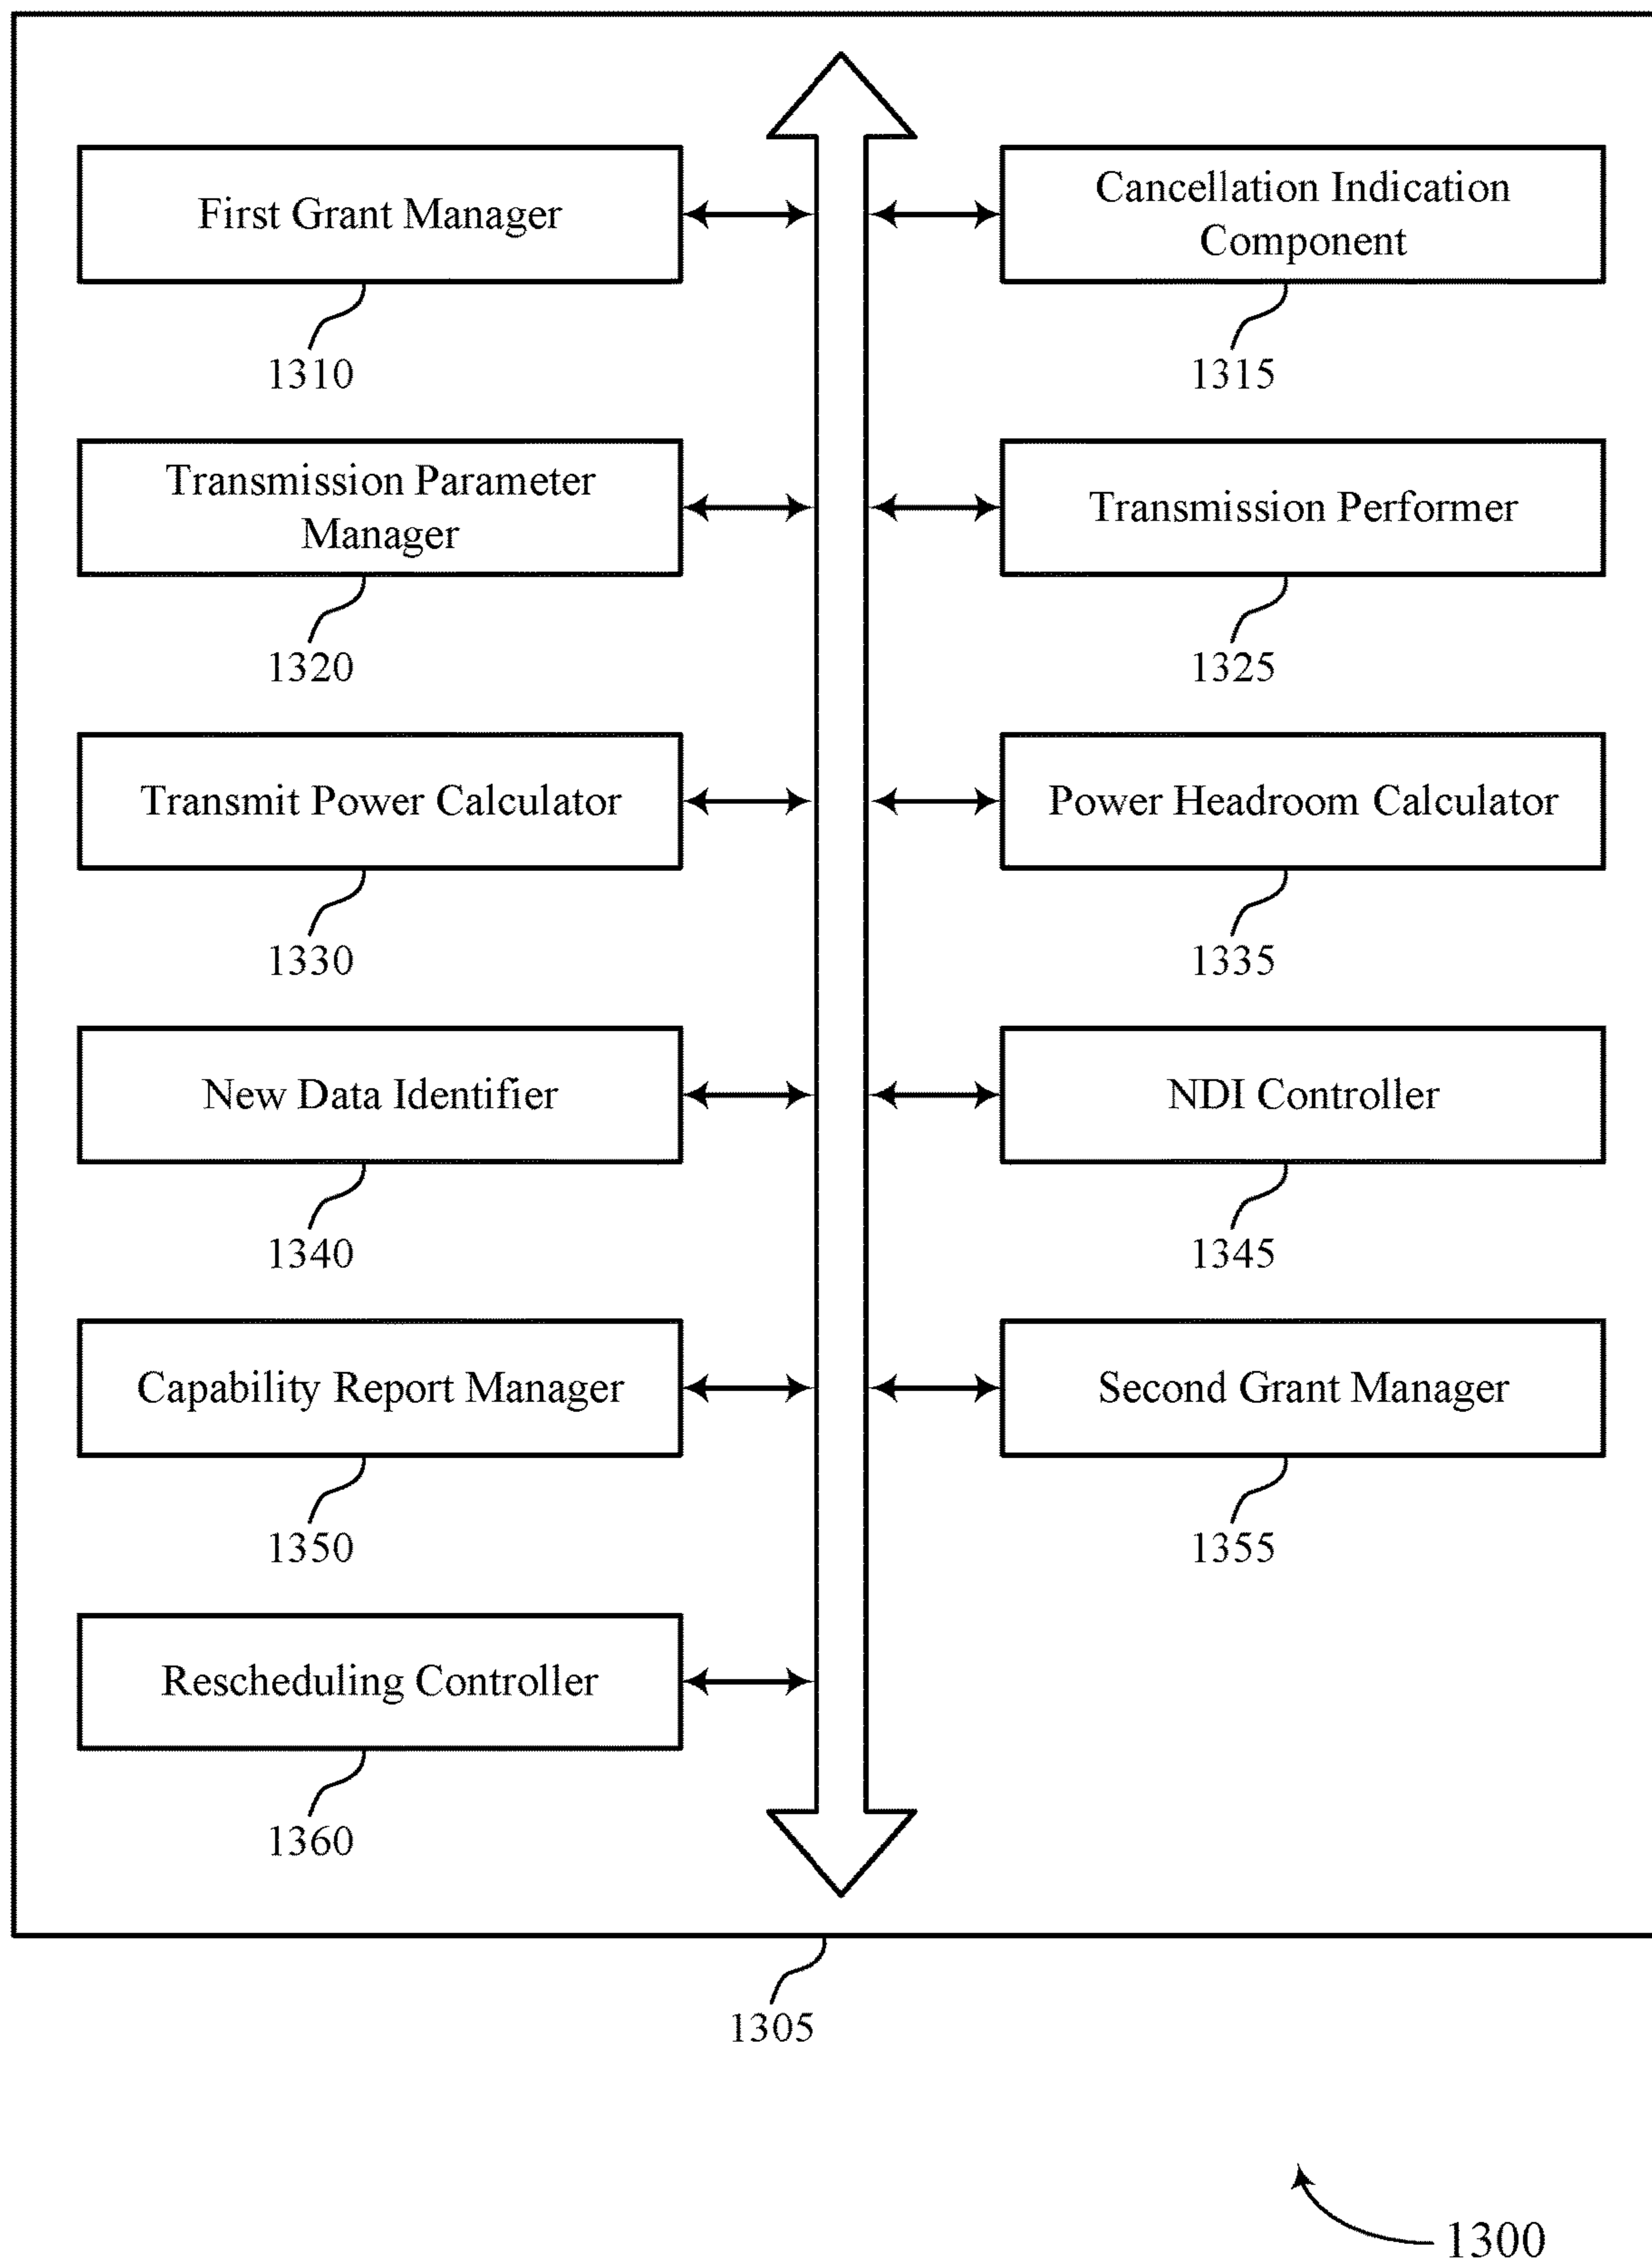 First Grant Manager
1310
Cancellation Indication
Component
1315
Transmission Parameter
Manager
1320
Transmission Performer
1325
Transmit Power Calculator
1330
Power Headroom Calculator
1335
New Data Identifier
1340
NDI Controller
1345
Capability Report Manager
1350
Second Grant Manager
1355
Rescheduling Controller
1360
1305
1300